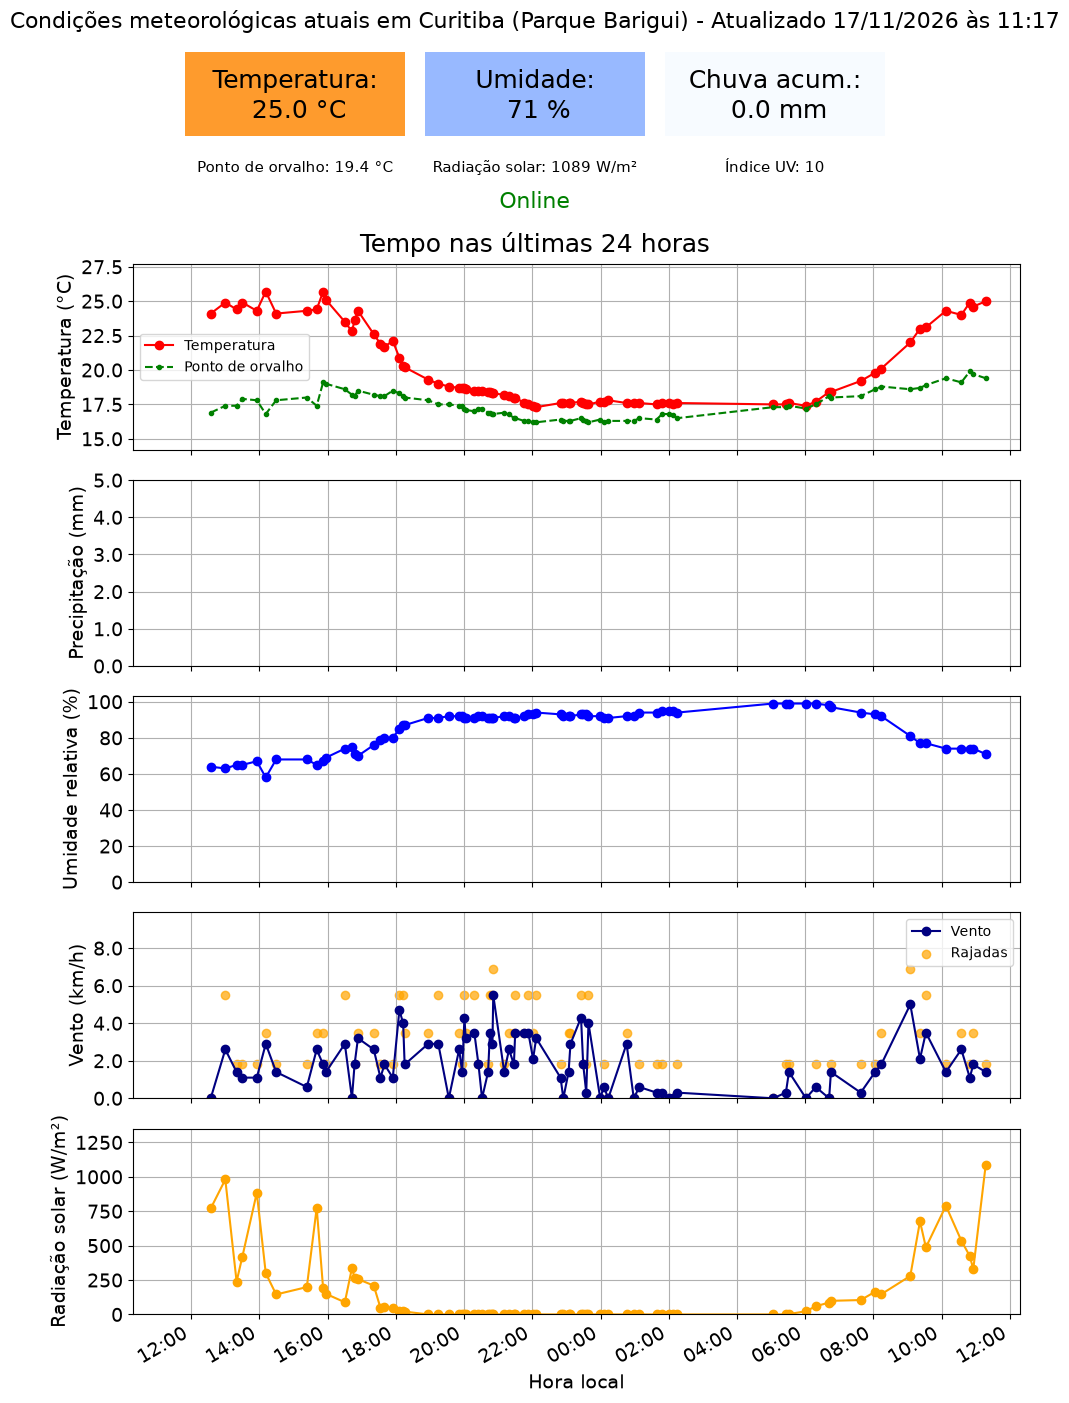 Condições meteorológicas atuais em Curitiba (Parque Barigui) - Atualizado 17/11/2026 às 11:17
Temperatura:
25.0 °C
Umidade:
71 %
Chuva acum.:
0.0 mm
Ponto de orvalho: 19.4 °C
Radiação solar: 1089 W/m²
Índice UV: 10
Online
Tempo nas últimas 24 horas
Temperatura (°C)
27.5
25.0
22.5
20.0
17.5
15.0
Temperatura
Ponto de orvalho
Precipitação (mm)
5.0
4.0
3.0
2.0
1.0
0.0
Umidade relativa (%)
100
80
60
40
20
0
Vento (km/h)
8.0
6.0
4.0
2.0
0.0
Vento
Rajadas
Radiação solar (W/m²)
1250
1000
750
500
250
0
12:00
14:00
16:00
18:00
20:00
22:00
00:00
02:00
04:00
06:00
08:00
10:00
12:00
Hora local